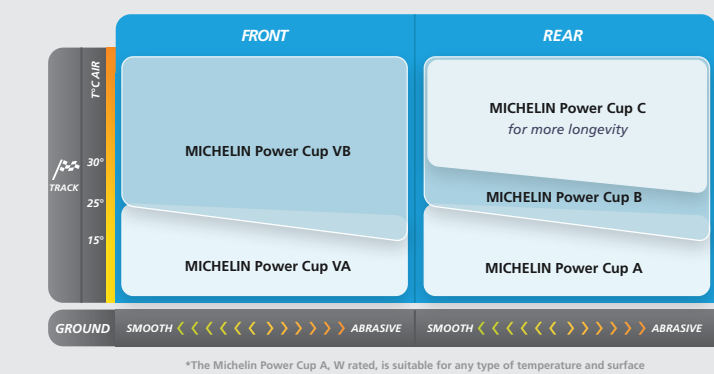 FRONT
REAR
T°C AIR
MICHELIN Power Cup C
for more longevity
MICHELIN Power Cup VB
30°
TRACK
MICHELIN Power Cup B
25°
15°
MICHELIN Power Cup VA
MICHELIN Power Cup A
GROUND
SMOOTH
ABRASIVE
SMOOTH
ABRASIVE
*The Michelin Power Cup A, W rated, is suitable for any type of temperature and surface